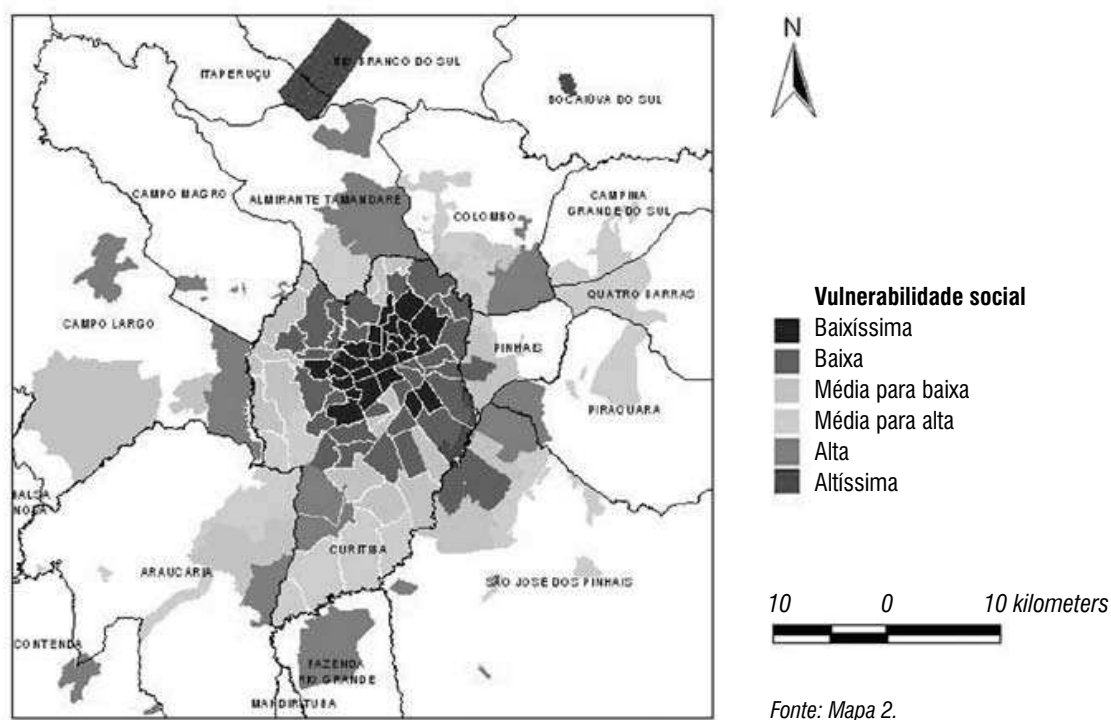 ITAPERUÇU
BRANCO DO SUL
BOCAIÚVA DO SUL
CAMPO MAGRO
ALMIRANTE TAMANDARÉ
COLOMBO
CAMPINA
GRANDE DO SUL
QUATRO BARRAS
CAMPO LARGO
PINHAIS
PIRAQUARA
BALSA
NOVA
CURITIBA
ARAUCÁRIA
SÃO JOSÉ DOS PINHAIS
CONTENDA
FAZENDA
RIO GRANDE
MANDIRITUBA
N
Vulnerabilidade social
Baixíssima
Baixa
Média para baixa
Média para alta
Alta
Altíssima
10 0 10 kilometers
Fonte: Mapa 2.